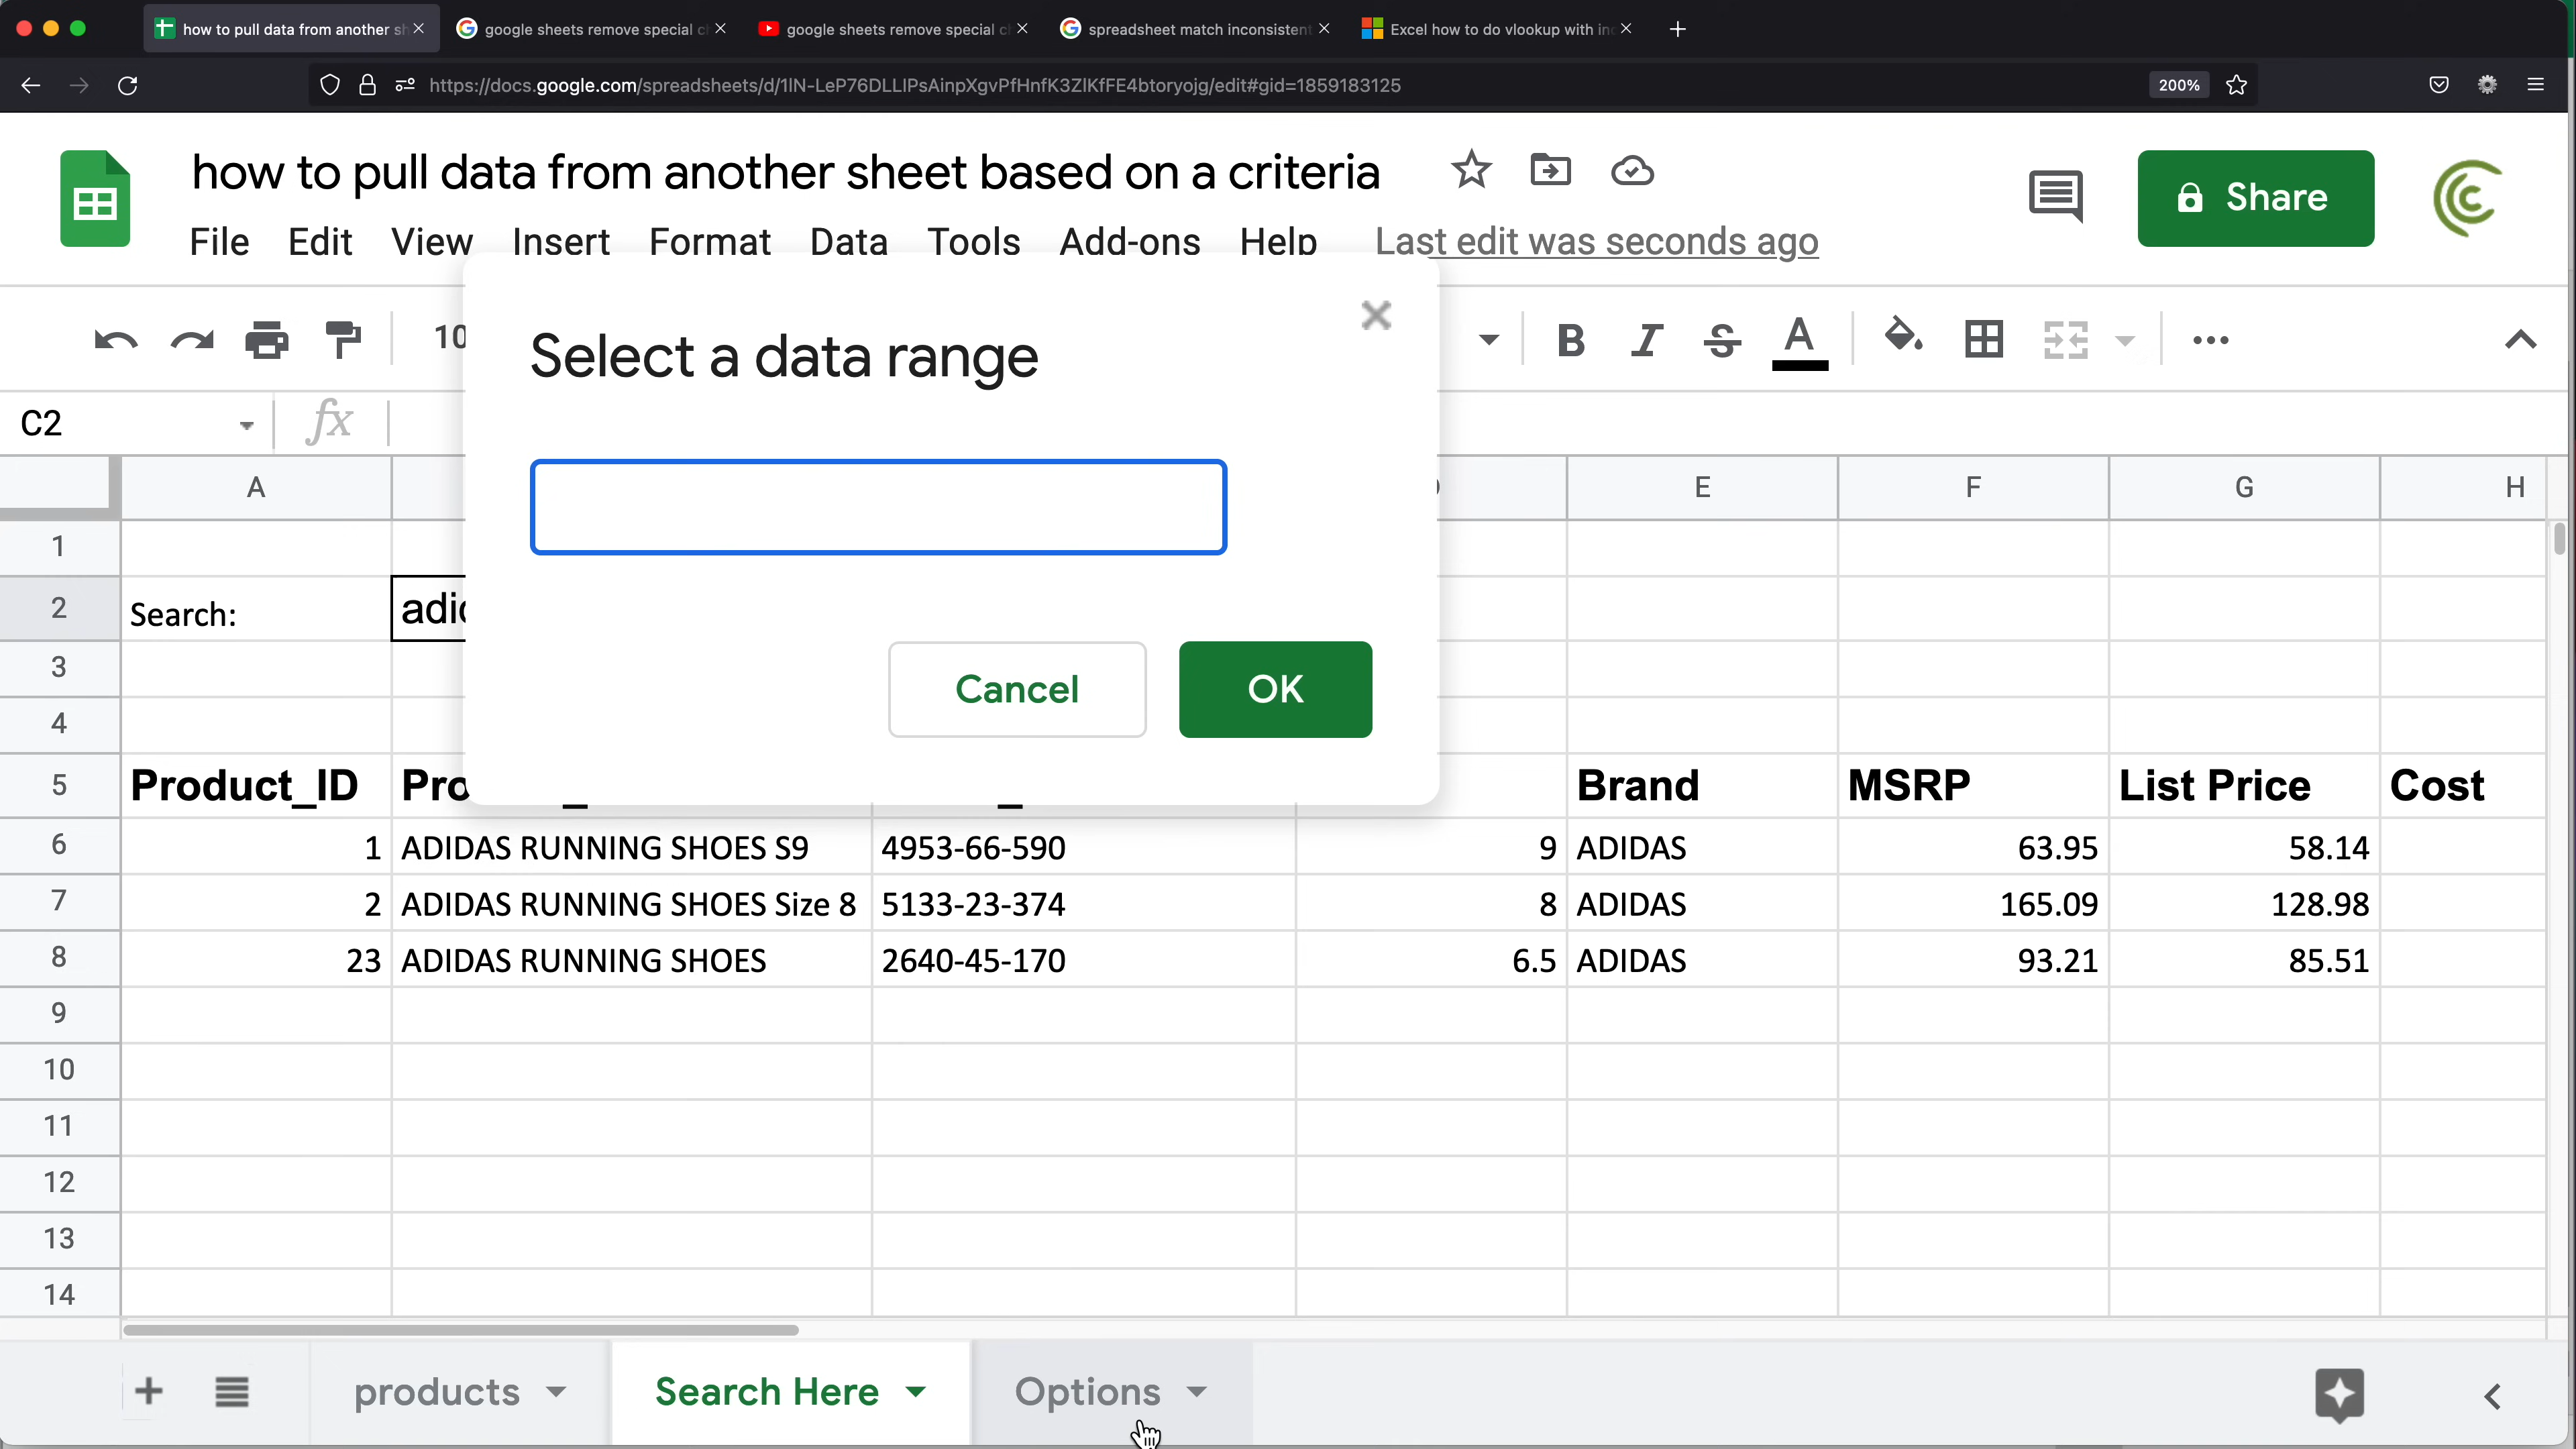 how to pull data from another sh
google sheets remove special c
google sheets remove special c
spreadsheet match inconsistent
Excel how to do vlookup with in
https://docs.google.com/spreadsheets/d/1lN-LeP76DLLlPsAinpXgvPfHnfK3ZlKfFE4btoryojg/edit#gid=1859183125
200%
how to pull data from another sheet based on a criteria
Share
File Edit View Insert Format Data Tools Add-ons Help Last edit was seconds ago
Select a data range
10
B I S A
C2 fx
A E F G H
1
2 Search: adid
3
Cancel OK
4
5 Product_ID Pro Brand MSRP List Price Cost
6 1 ADIDAS RUNNING SHOES S9 4953-66-590 9 ADIDAS 63.95 58.14
7 2 ADIDAS RUNNING SHOES Size 8 5133-23-374 8 ADIDAS 165.09 128.98
8 23 ADIDAS RUNNING SHOES 2640-45-170 6.5 ADIDAS 93.21 85.51
9
10
11
12
13
14
products Search Here Options